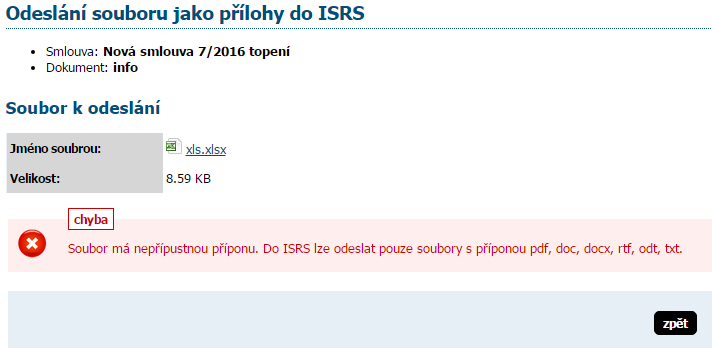 Odeslání souboru jako přílohy do ISRS
Smlouva: Nová smlouva 7/2016 topení
Dokument: info
Soubor k odeslání
Jméno soubrou: xls.xlsx
Velikost: 8.59 KB
chyba
Soubor má nepřípustnou příponu. Do ISRS lze odeslat pouze soubory s příponou pdf, doc, docx, rtf, odt, txt.
zpět